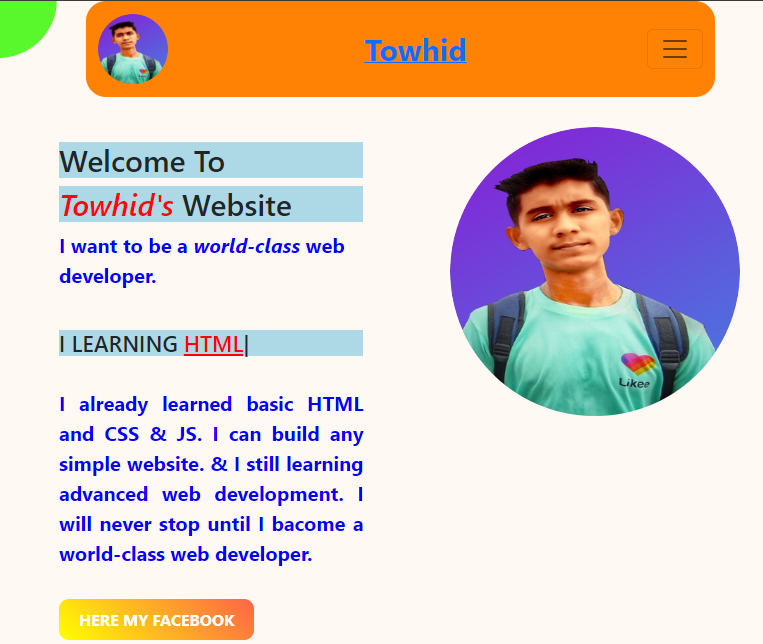 Towhid
Welcome To
Towhid's Website
I want to be a world-class web
developer.
I LEARNING HTML|
Likee
I already learned basic HTML
and CSS & JS. I can build any
simple website. & I still learning
advanced web development. I
will never stop until I bacome a
world-class web developer.
HERE MY FACEBOOK